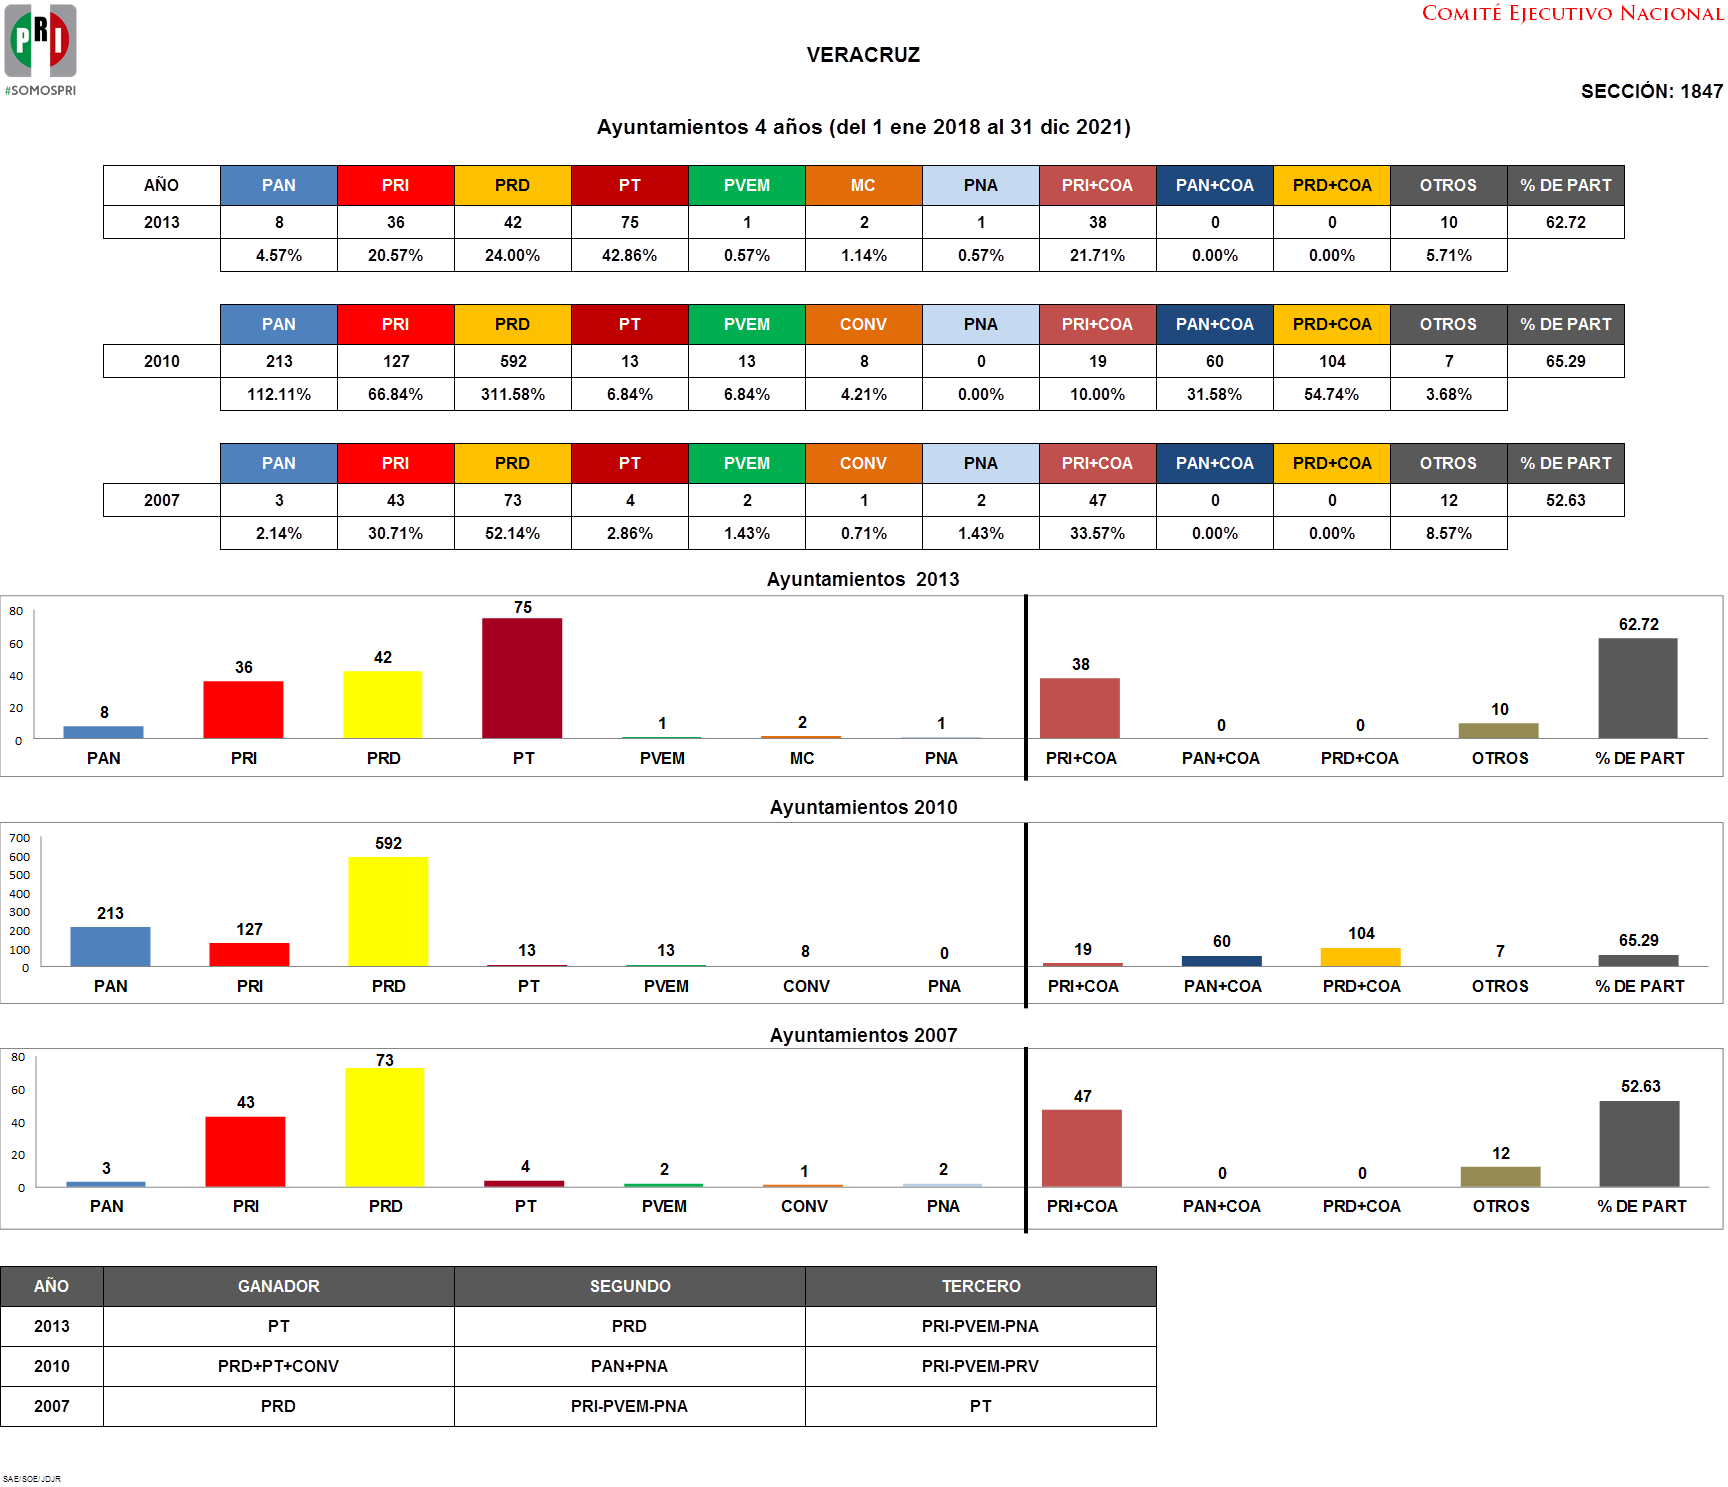 PRI
#SOMOSPRI
COMITÉ EJECUTIVO NACIONAL
VERACRUZ
SECCIÓN: 1847
Ayuntamientos 4 años (del 1 ene 2018 al 31 dic 2021)
AÑO PAN PRI PRD PT PVEM MC PNA PRI+COA PAN+COA PRD+COA OTROS % DE PART
2013 8 36 42 75 1 2 1 38 0 0 10 62.72
4.57% 20.57% 24.00% 42.86% 0.57% 1.14% 0.57% 21.71% 0.00% 0.00% 5.71%
PAN PRI PRD PT PVEM CONV PNA PRI+COA PAN+COA PRD+COA OTROS % DE PART
2010 213 127 592 13 13 8 0 19 60 104 7 65.29
112.11% 66.84% 311.58% 6.84% 6.84% 4.21% 0.00% 10.00% 31.58% 54.74% 3.68%
PAN PRI PRD PT PVEM CONV PNA PRI+COA PAN+COA PRD+COA OTROS % DE PART
2007 3 43 73 4 2 1 2 47 0 0 12 52.63
2.14% 30.71% 52.14% 2.86% 1.43% 0.71% 1.43% 33.57% 0.00% 0.00% 8.57%
Ayuntamientos 2013
80
60
40
20
0
8 36 42 75 1 2 1 38 0 0 10 62.72
PAN PRI PRD PT PVEM MC PNA PRI+COA PAN+COA PRD+COA OTROS % DE PART
Ayuntamientos 2010
700
600
500
400
300
200
100
0
213 127 592 13 13 8 0 19 60 104 7 65.29
PAN PRI PRD PT PVEM CONV PNA PRI+COA PAN+COA PRD+COA OTROS % DE PART
Ayuntamientos 2007
80
60
40
20
0
3 43 73 4 2 1 2 47 0 0 12 52.63
PAN PRI PRD PT PVEM CONV PNA PRI+COA PAN+COA PRD+COA OTROS % DE PART
AÑO GANADOR SEGUNDO TERCERO
2013 PT PRD PRI-PVEM-PNA
2010 PRD+PT+CONV PAN+PNA PRI-PVEM-PRV
2007 PRD PRI-PVEM-PNA PT
SAE/SOE/JDJR